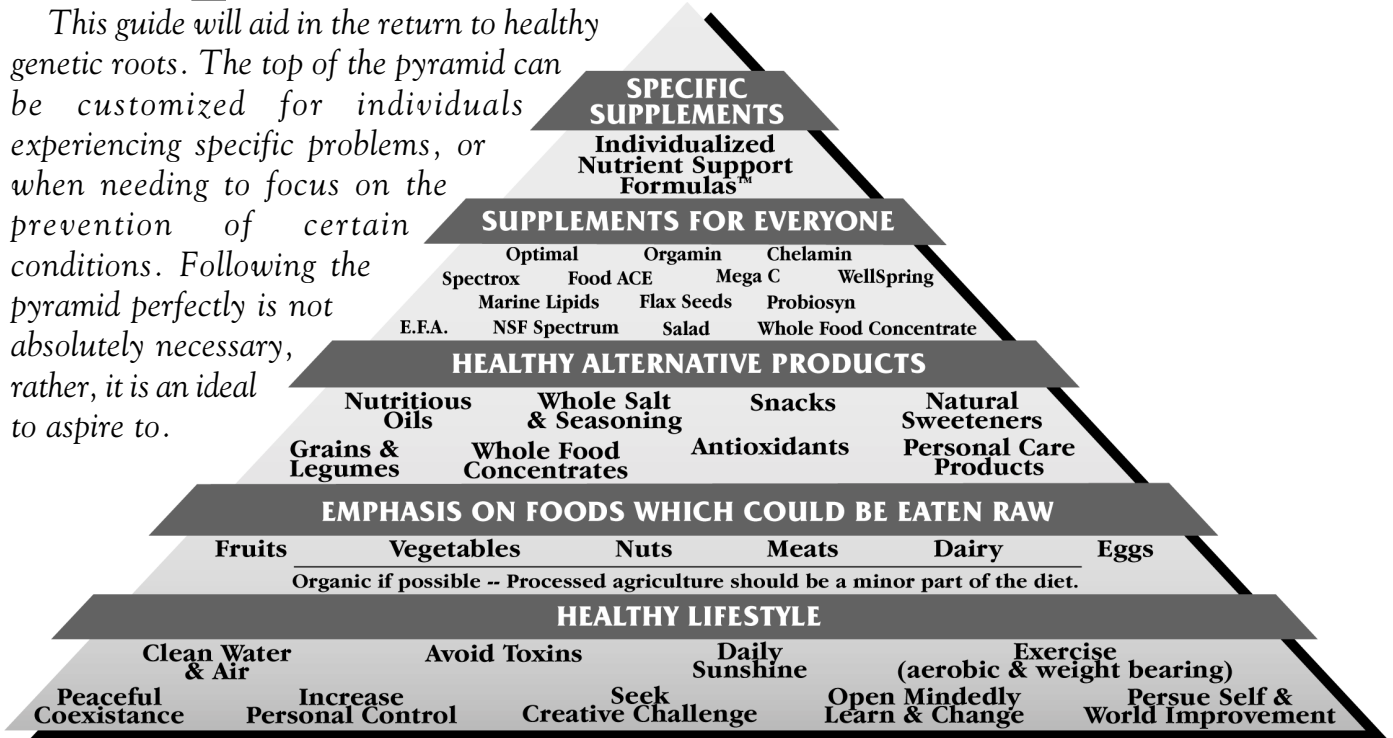 This guide will aid in the return to healthy
genetic roots. The top of the pyramid can
be customized for individuals
experiencing specific problems, or
when needing to focus on the
prevention of certain
conditions. Following the
pyramid perfectly is not
absolutely necessary,
rather, it is an ideal
to aspire to.
SPECIFIC
SUPPLEMENTS
Individualized
Nutrient Support
Formulas™
SUPPLEMENTS FOR EVERYONE
Optimal Orgamin Chelamin
Spectrox Food ACE Mega C WellSpring
Marine Lipids Flax Seeds Probiosyn
E.F.A. NSF Spectrum Salad Whole Food Concentrate
HEALTHY ALTERNATIVE PRODUCTS
Nutritious Whole Salt Snacks Natural
Oils & Seasoning Sweeteners
Grains & Whole Food Antioxidants Personal Care
Legumes Concentrates Products
EMPHASIS ON FOODS WHICH COULD BE EATEN RAW
Fruits Vegetables Nuts Meats Dairy Eggs
Organic if possible -- Processed agriculture should be a minor part of the diet.
HEALTHY LIFESTYLE
Clean Water Avoid Toxins Daily Exercise
& Air Sunshine (aerobic & weight bearing)
Peaceful Increase Seek Open Mindedly Persue Self &
Coexistance Personal Control Creative Challenge Learn & Change World Improvement